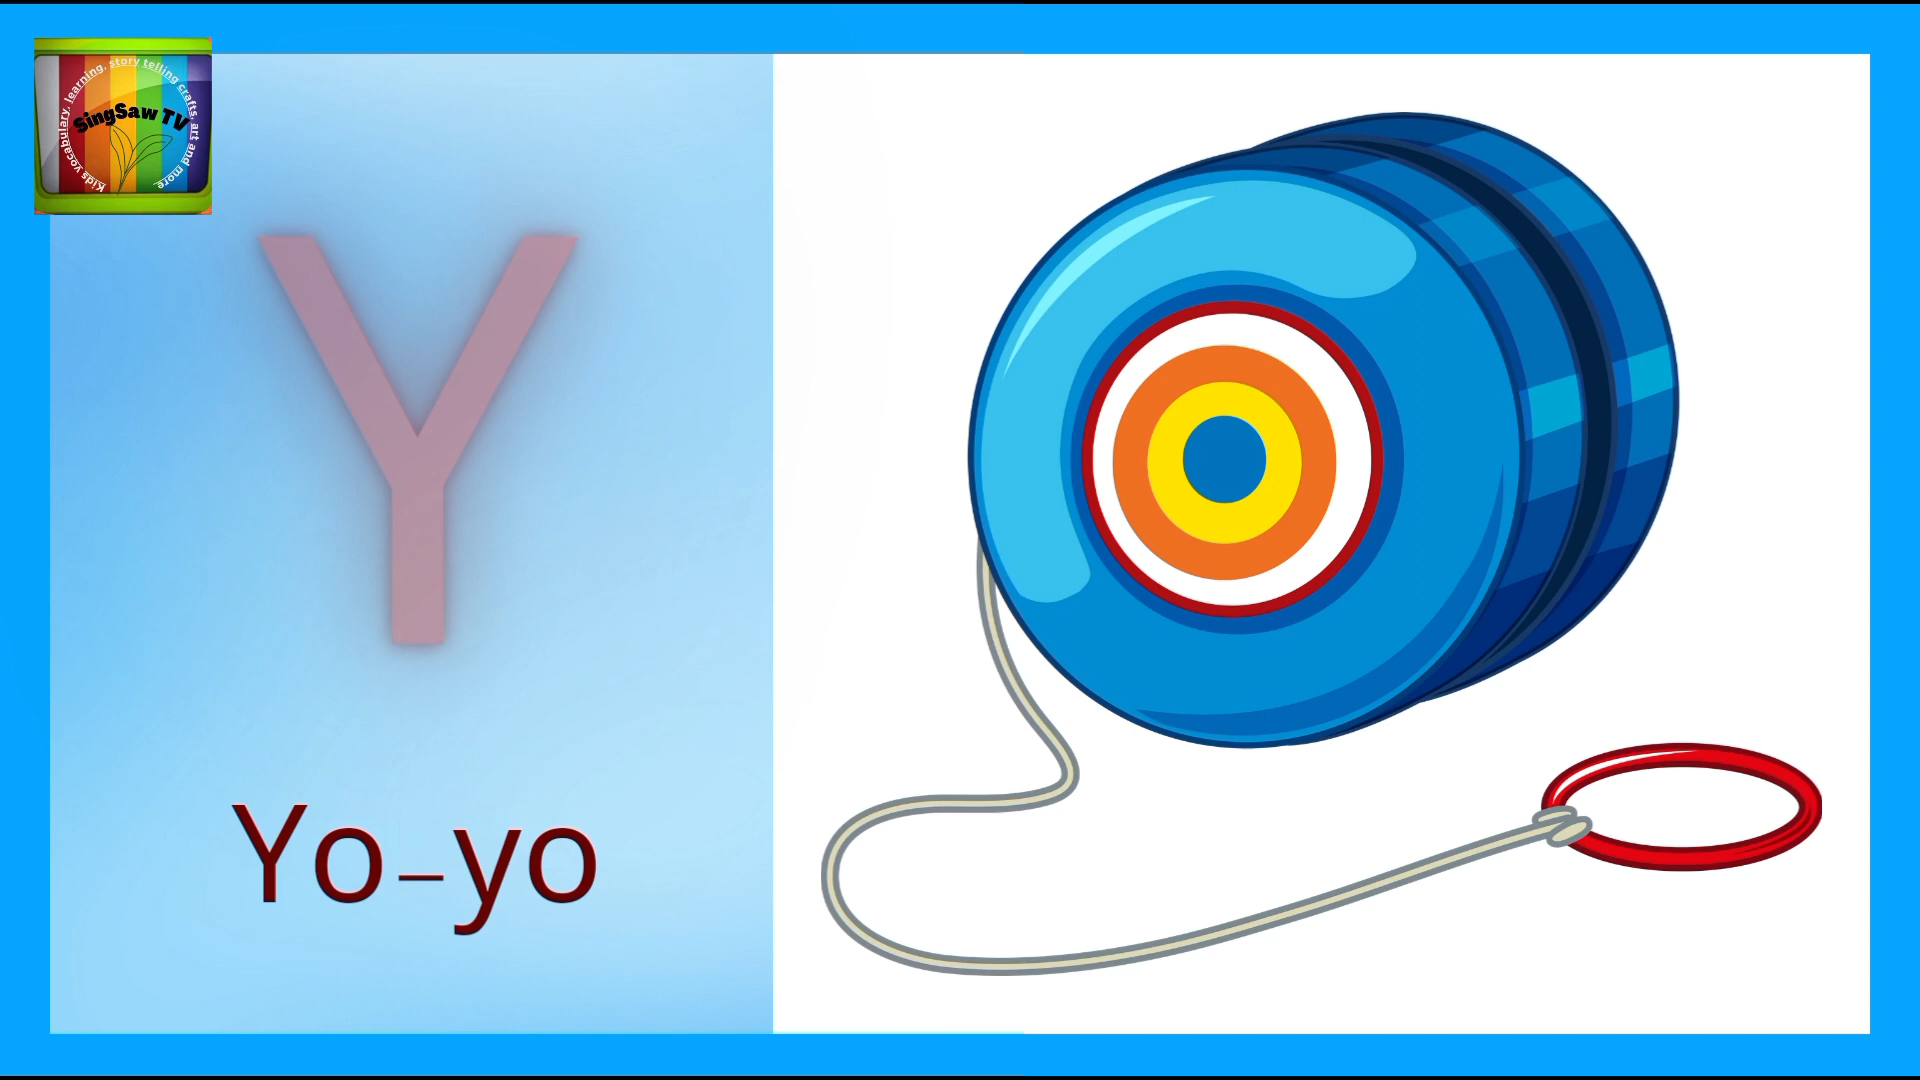 Kids vocabulary, learning, story telling crafts, art and more
SingSaw TV
Y
Yo-yo